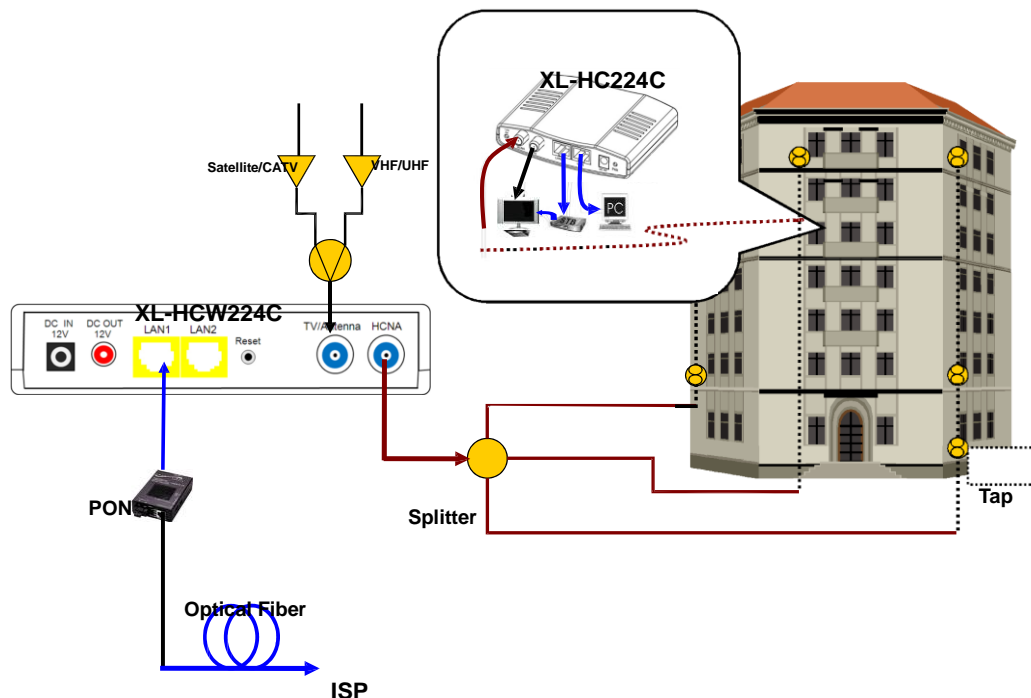 XL-HC224C
PC
STB
Satellite/CATV
VHF/UHF
XL-HCW224C
DC IN
12V
DC OUT
12V
LAN1
LAN2
Reset
TV/Antenna
HCNA
PON
Splitter
Tap
Optical Fiber
ISP